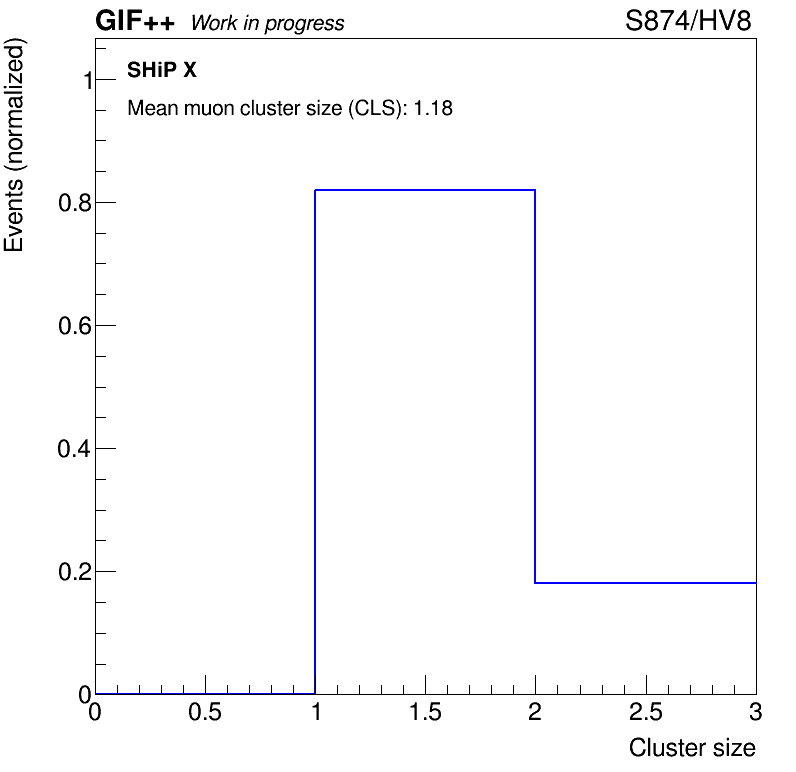 GIF++ Work in progress S874/HV8
Events (normalized)
SHiP X
Mean muon cluster size (CLS): 1.18
1
0.8
0.6
0.4
0.2
0
0 0.5 1 1.5 2 2.5 3
Cluster size